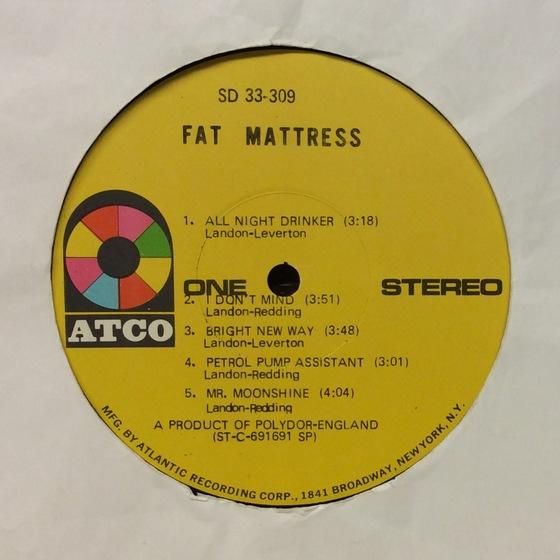 SD 33-309
FAT MATTRESS
1. ALL NIGHT DRINKER (3:18)
Landon-Leverton
ONE
STEREO
2. I DON'T MIND (3:51)
Landon-Redding
3. BRIGHT NEW WAY (3:48)
Landon-Leverton
4. PETROL PUMP ASSISTANT (3:01)
Landon-Redding
5. MR. MOONSHINE (4:04)
Landon-Redding
ATCO
A PRODUCT OF POLYDOR-ENGLAND
(ST-C-691691 SP)
MFG. BY ATLANTIC RECORDING CORP., 1841 BROADWAY, NEW YORK, N.Y.